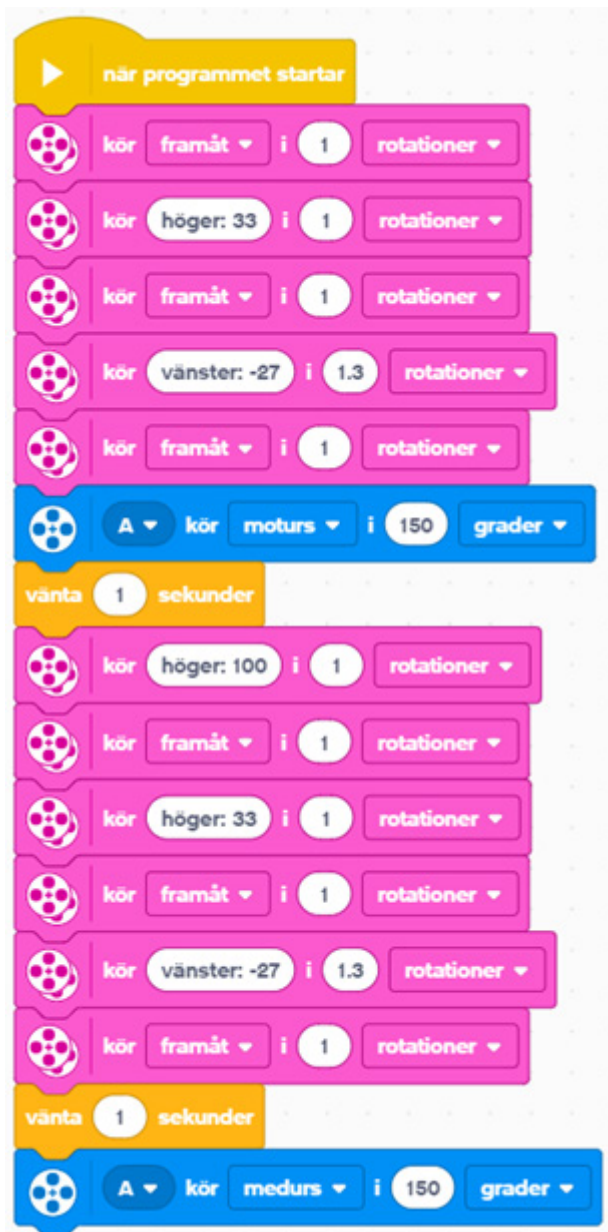 när programmet startar
kör framåt i 1 rotationer
kör höger: 33 i 1 rotationer
kör framåt i 1 rotationer
kör vänster: -27 i 1.3 rotationer
kör framåt i 1 rotationer
A kör moturs i 150 grader
vänta 1 sekunder
kör höger: 100 i 1 rotationer
kör framåt i 1 rotationer
kör höger: 33 i 1 rotationer
kör framåt i 1 rotationer
kör vänster: -27 i 1.3 rotationer
kör framåt i 1 rotationer
vänta 1 sekunder
A kör medurs i 150 grader